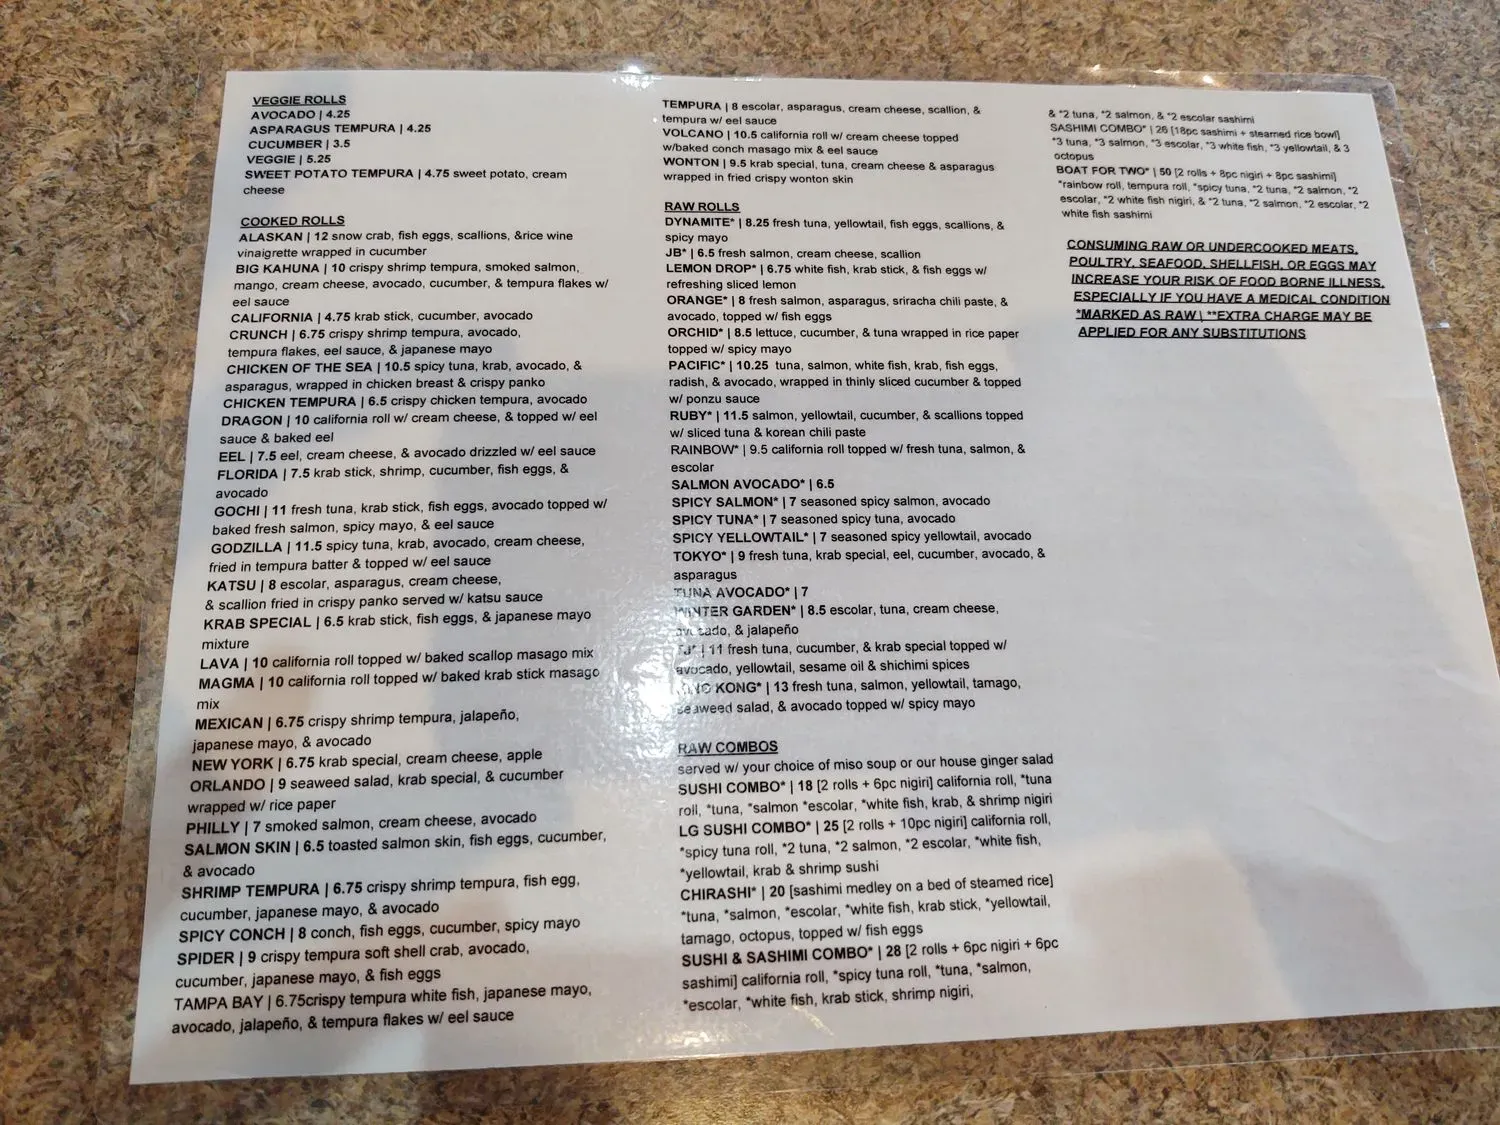 VEGGIE ROLLS
AVOCADO | 4.25
ASPARAGUS TEMPURA | 4.25
CUCUMBER | 3.5
VEGGIE | 5.25
SWEET POTATO TEMPURA | 4.75 sweet potato, cream
cheese
COOKED ROLLS
ALASKAN | 12 snow crab, fish eggs, scallions, &rice wine
vinaigrette wrapped in cucumber
BIG KAHUNA | 10 crispy shrimp tempura, smoked salmon,
mango, cream cheese, avocado, cucumber, & tempura flakes w/
eel sauce
CALIFORNIA | 4.75 krab stick, cucumber, avocado
CRUNCH | 6.75 crispy shrimp tempura, avocado,
tempura flakes, eel sauce, & japanese mayo
CHICKEN OF THE SEA | 10.5 spicy tuna, krab, avocado, &
asparagus, wrapped in chicken breast & crispy panko
CHICKEN TEMPURA | 6.5 crispy chicken tempura, avocado
DRAGON | 10 california roll w/ cream cheese, & topped w/ eel
sauce & baked eel
EEL | 7.5 eel, cream cheese, & avocado drizzled w/ eel sauce
FLORIDA | 7.5 krab stick, shrimp, cucumber, fish eggs, &
avocado
GOCHI | 11 fresh tuna, krab stick, fish eggs, avocado topped w/
baked fresh salmon, spicy mayo, & eel sauce
GODZILLA | 11.5 spicy tuna, krab, avocado, cream cheese,
fried in tempura batter & topped w/ eel sauce
KATSU | 8 escolar, asparagus, cream cheese,
& scallion fried in crispy panko served w/ katsu sauce
KRAB SPECIAL | 6.5 krab stick, fish eggs, & japanese mayo
mixture
LAVA | 10 california roll topped w/ baked scallop masago mix
MAGMA | 10 california roll topped w/ baked krab stick masago
mix
MEXICAN | 6.75 crispy shrimp tempura, jalapeño,
japanese mayo, & avocado
NEW YORK | 6.75 krab special, cream cheese, apple
ORLANDO | 9 seaweed salad, krab special, & cucumber
wrapped w/ rice paper
PHILLY | 7 smoked salmon, cream cheese, avocado
SALMON SKIN | 6.5 toasted salmon skin, fish eggs, cucumber,
& avocado
SHRIMP TEMPURA | 6.75 crispy shrimp tempura, fish egg,
cucumber, japanese mayo, & avocado
SPICY CONCH | 8 conch, fish eggs, cucumber, spicy mayo
SPIDER | 9 crispy tempura soft shell crab, avocado,
cucumber, japanese mayo, & fish eggs
TAMPA BAY | 6.75crispy tempura white fish, japanese mayo,
avocado, jalapeño, & tempura flakes w/ eel sauce
TEMPURA | 8 escolar, asparagus, cream cheese, scallion, &
tempura w/ eel sauce
VOLCANO | 10.5 california roll w/ cream cheese topped
w/baked conch masago mix & eel sauce
WONTON | 9.5 krab special, tuna, cream cheese & asparagus
wrapped in fried crispy wonton skin
RAW ROLLS
DYNAMITE* | 8.25 fresh tuna, yellowtail, fish eggs, scallions, &
spicy mayo
JB* | 6.5 fresh salmon, cream cheese, scallion
LEMON DROP* | 6.75 white fish, krab stick, & fish eggs w/
refreshing sliced lemon
ORANGE* | 8 fresh salmon, asparagus, sriracha chili paste, &
avocado, topped w/ fish eggs
ORCHID* | 8.5 lettuce, cucumber, & tuna wrapped in rice paper
topped w/ spicy mayo
PACIFIC* | 10.25 tuna, salmon, white fish, krab, fish eggs,
radish, & avocado, wrapped in thinly sliced cucumber & topped
w/ ponzu sauce
RUBY* | 11.5 salmon, yellowtail, cucumber, & scallions topped
w/ sliced tuna & korean chili paste
RAINBOW* | 9.5 california roll topped w/ fresh tuna, salmon, &
escolar
SALMON AVOCADO* | 6.5
SPICY SALMON* | 7 seasoned spicy salmon, avocado
SPICY TUNA* | 7 seasoned spicy tuna, avocado
SPICY YELLOWTAIL* | 7 seasoned spicy yellowtail, avocado
TOKYO* | 9 fresh tuna, krab special, eel, cucumber, avocado, &
asparagus
TUNA AVOCADO* | 7
WINTER GARDEN* | 8.5 escolar, tuna, cream cheese,
avocado, & jalapeño
| 11 fresh tuna, cucumber, & krab special topped w/
avocado, yellowtail, sesame oil & shichimi spices
KING KONG* | 13 fresh tuna, salmon, yellowtail, tamago,
seaweed salad, & avocado topped w/ spicy mayo
RAW COMBOS
served w/ your choice of miso soup or our house ginger salad
SUSHI COMBO* | 18 [2 rolls + 6pc nigiri] california roll, *tuna
roll, *tuna, *salmon *escolar, *white fish, krab, & shrimp nigiri
LG SUSHI COMBO* | 25 [2 rolls + 10pc nigiri] california roll,
*spicy tuna roll, *2 tuna, *2 salmon, *2 escolar, *white fish,
*yellowtail, krab & shrimp sushi
CHIRASHI* | 20 [sashimi medley on a bed of steamed rice]
*tuna, *salmon, *escolar, *white fish, krab stick, *yellowtail,
tamago, octopus, topped w/ fish eggs
SUSHI & SASHIMI COMBO* | 28 [2 rolls + 6pc nigiri + 6pc
sashimi] california roll, *spicy tuna roll, *tuna, *salmon,
*escolar, *white fish, krab stick, shrimp nigiri,
& *2 tuna, *2 salmon, & *2 escolar sashimi
SASHIMI COMBO* | 26 [18pc sashimi + steamed rice bowl]
*3 tuna, *3 salmon, *3 escolar, *3 white fish, *3 yellowtail, & 3
octopus
BOAT FOR TWO* | 50 [2 rolls + 8pc nigiri + 8pc sashimi]
*rainbow roll, tempura roll, *spicy tuna, *2 tuna, *2 salmon, *2
escolar, *2 white fish nigiri, & *2 tuna, *2 salmon, *2 escolar, *2
white fish sashimi
CONSUMING RAW OR UNDERCOOKED MEATS,
POULTRY, SEAFOOD, SHELLFISH, OR EGGS MAY
INCREASE YOUR RISK OF FOOD BORNE ILLNESS,
ESPECIALLY IF YOU HAVE A MEDICAL CONDITION
*MARKED AS RAW \ **EXTRA CHARGE MAY BE
APPLIED FOR ANY SUBSTITUTIONS